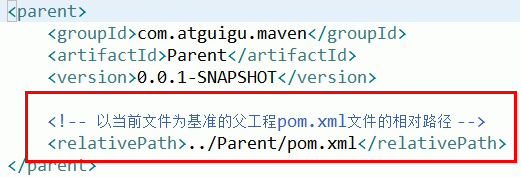 <parent>
<groupId>com.atguigu.maven</groupId>
<artifactId>Parent</artifactId>
<version>0.0.1-SNAPSHOT</version>
<!-- 以当前文件为基准的父工程pom.xml文件的相对路径 -->
<relativePath>../Parent/pom.xml</relativePath>
</parent>